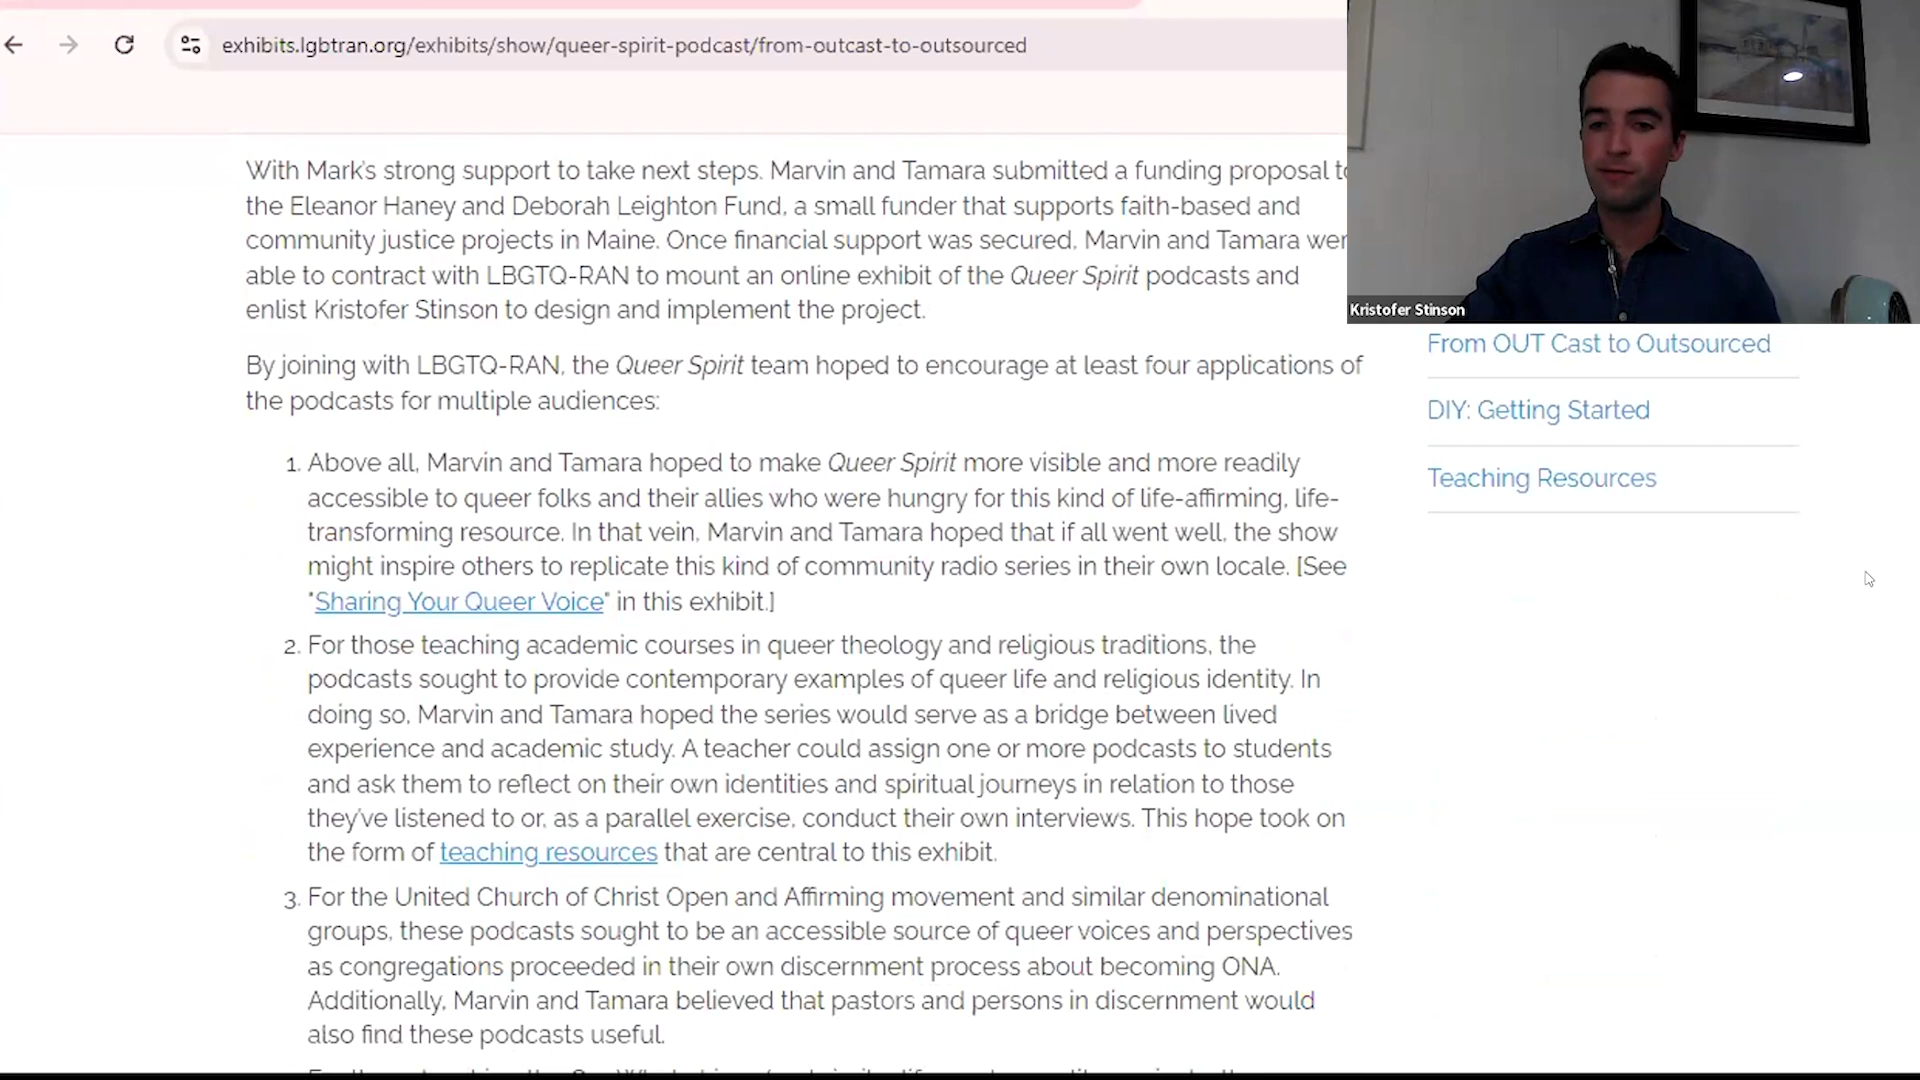 exhibits.lgbtran.org/exhibits/show/queer-spirit-podcast/from-outcast-to-outsourced
With Mark's strong support to take next steps. Marvin and Tamara submitted a funding proposal to
the Eleanor Haney and Deborah Leighton Fund, a small funder that supports faith-based and
community justice projects in Maine. Once financial support was secured, Marvin and Tamara wer
able to contract with LBGTQ-RAN to mount an online exhibit of the Queer Spirit podcasts and
enlist Kristofer Stinson to design and implement the project.
By joining with LBGTQ-RAN, the Queer Spirit team hoped to encourage at least four applications of
the podcasts for multiple audiences:
1. Above all, Marvin and Tamara hoped to make Queer Spirit more visible and more readily
accessible to queer folks and their allies who were hungry for this kind of life-affirming, life-
transforming resource. In that vein, Marvin and Tamara hoped that if all went well, the show
might inspire others to replicate this kind of community radio series in their own locale. [See
"Sharing Your Queer Voice" in this exhibit.]
2. For those teaching academic courses in queer theology and religious traditions, the
podcasts sought to provide contemporary examples of queer life and religious identity. In
doing so, Marvin and Tamara hoped the series would serve as a bridge between lived
experience and academic study. A teacher could assign one or more podcasts to students
and ask them to reflect on their own identities and spiritual journeys in relation to those
they've listened to or, as a parallel exercise, conduct their own interviews. This hope took on
the form of teaching resources that are central to this exhibit.
3. For the United Church of Christ Open and Affirming movement and similar denominational
groups, these podcasts sought to be an accessible source of queer voices and perspectives
as congregations proceeded in their own discernment process about becoming ONA.
Additionally, Marvin and Tamara believed that pastors and persons in discernment would
also find these podcasts useful.
Kristofer Stinson
From OUT Cast to Outsourced
DIY: Getting Started
Teaching Resources